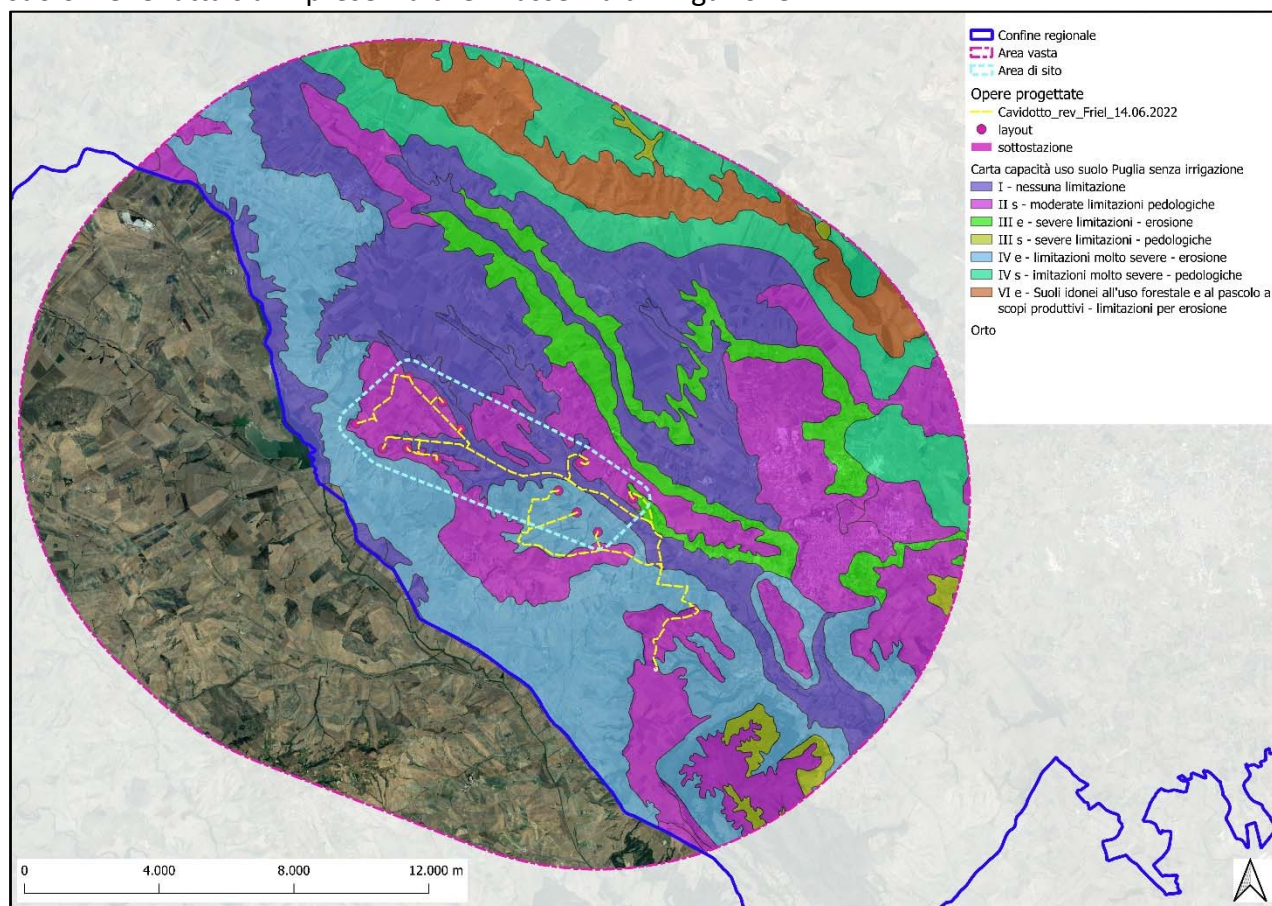 Confine regionale
Area vasta
Area di sito
Opere progettate
Cavidotto_rev_Friel_14.06.2022
layout
sottostazione
Carta capacità uso suolo Puglia senza irrigazione
I - nessuna limitazione
II s - moderate limitazioni pedologiche
III e - severe limitazioni - erosione
III s - severe limitazioni - pedologiche
IV e - limitazioni molto severe - erosione
IV s - imitazioni molto severe - pedologiche
VI e - Suoli idonei all'uso forestale e al pascolo a
scopi produttivi - limitazioni per erosione
Orto
0 4.000 8.000 12.000 m